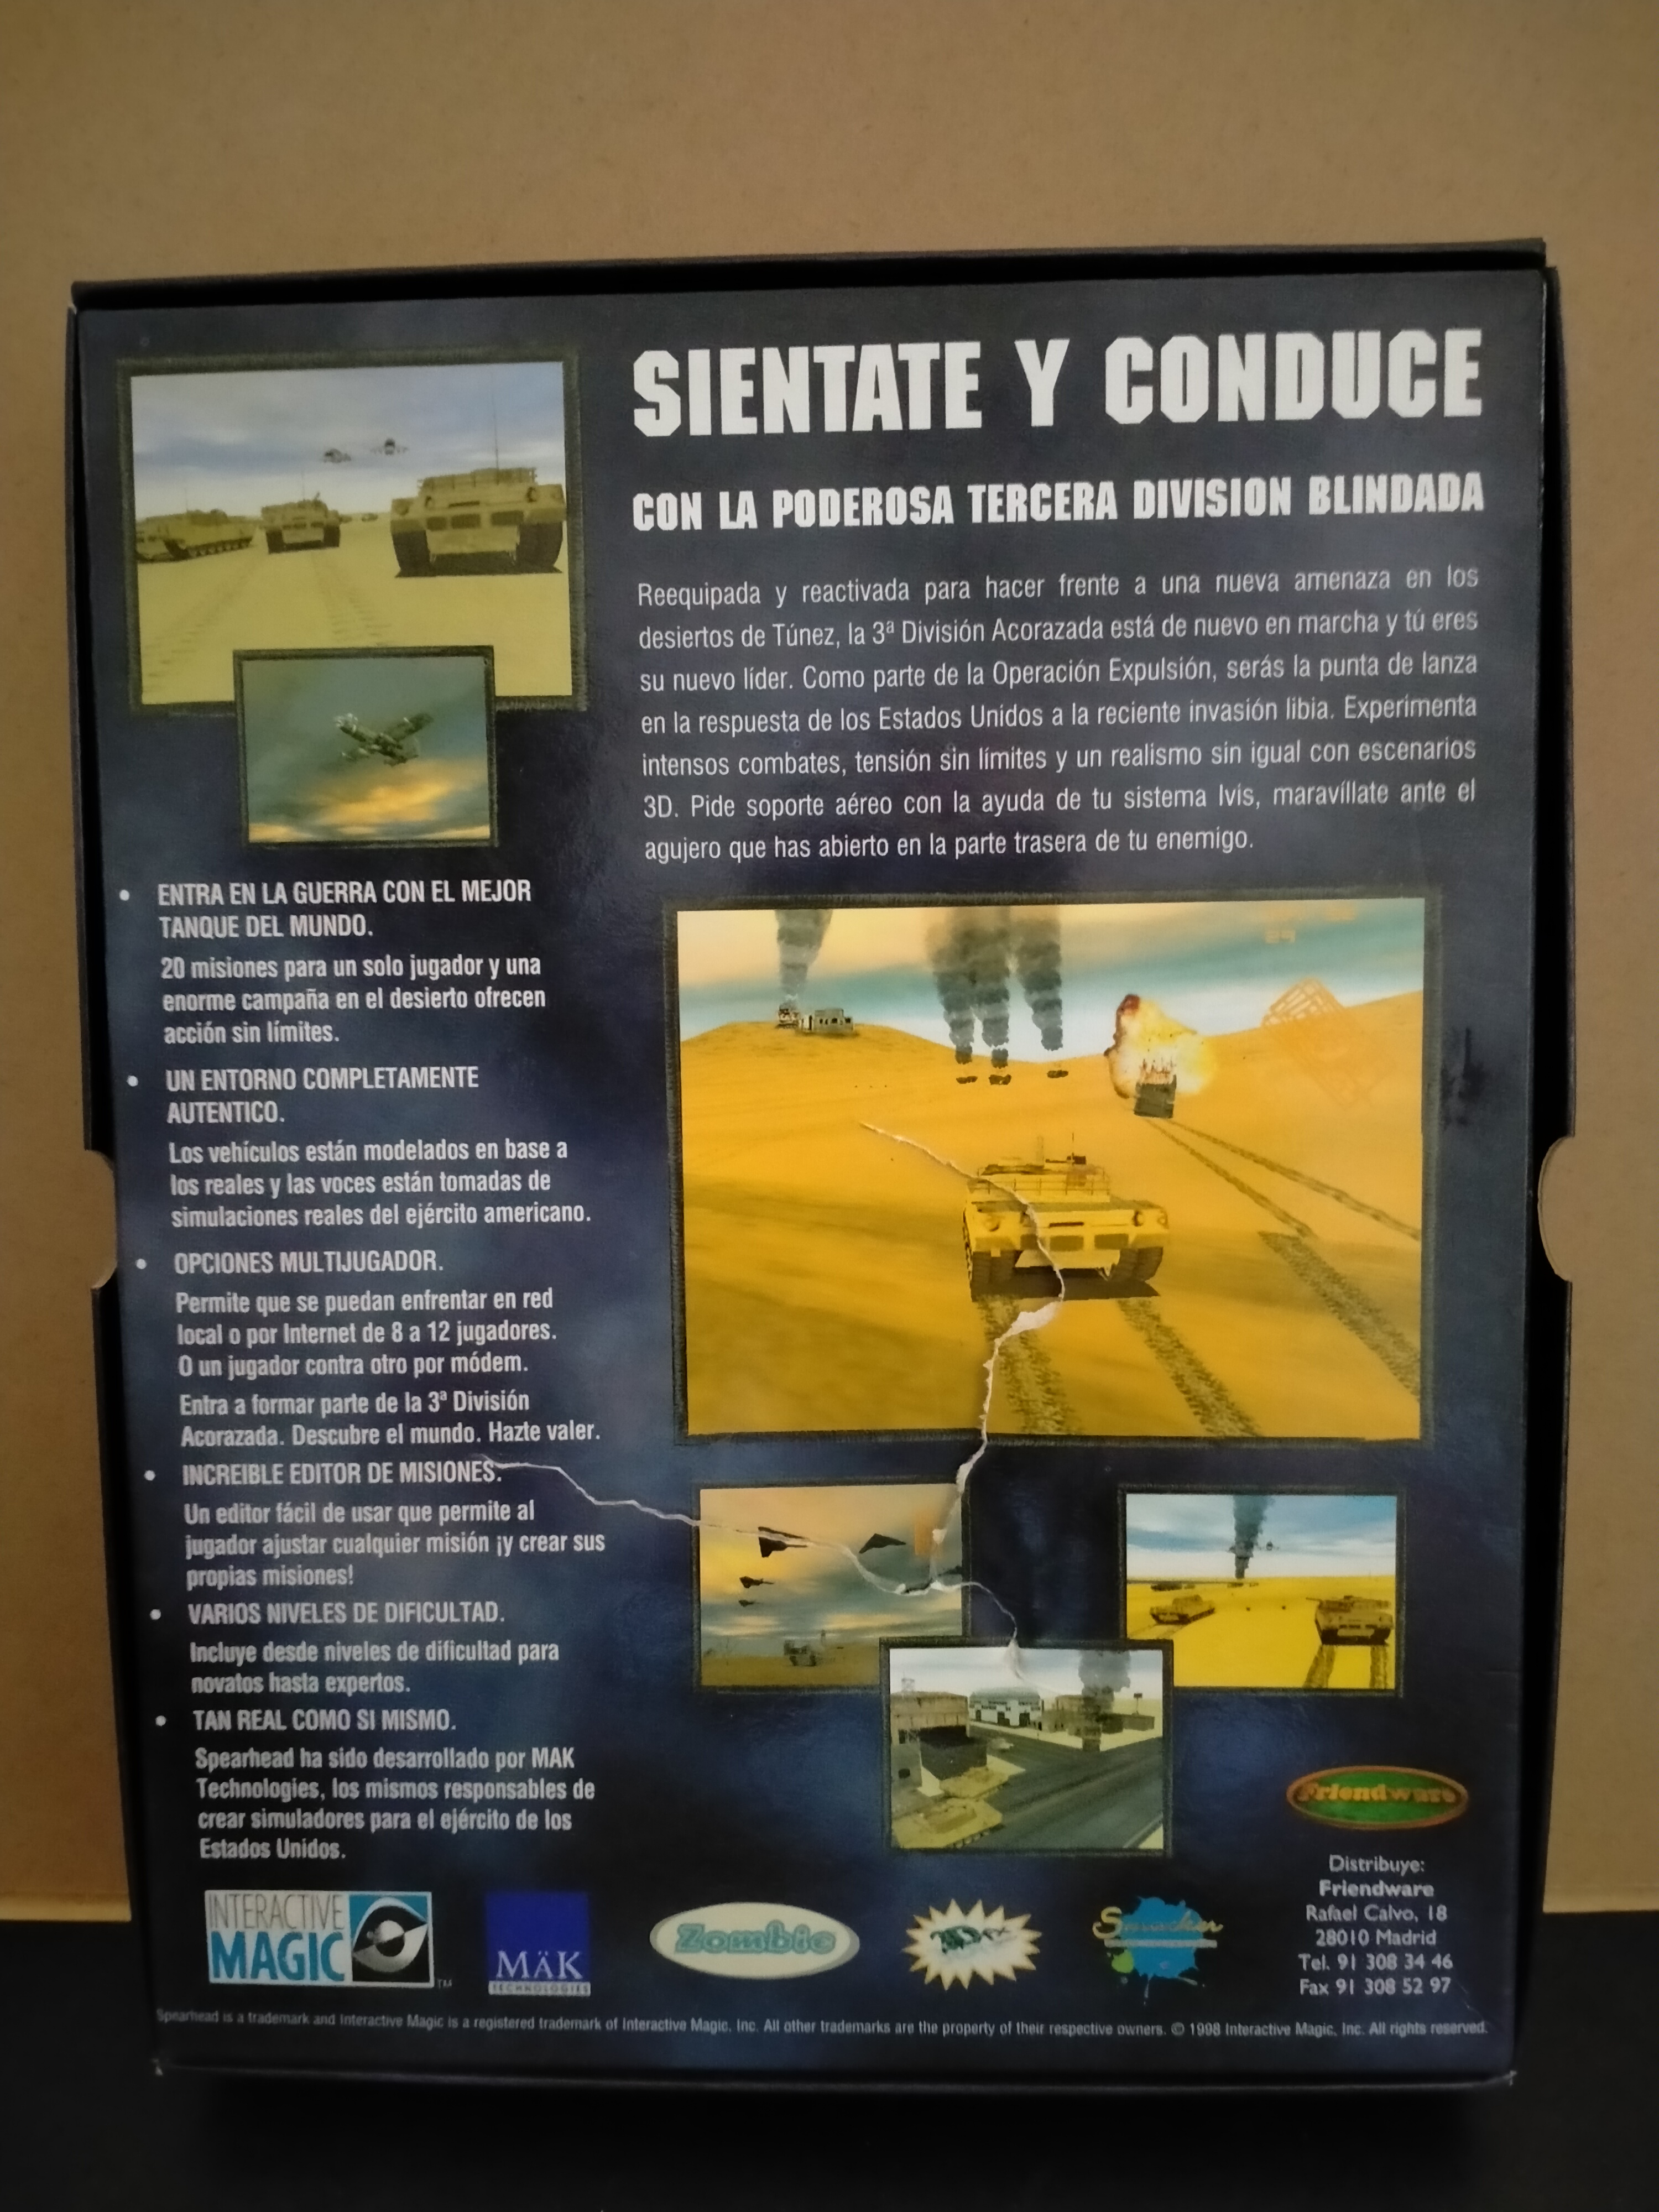 SIENTATE Y CONDUCE
CON LA PODEROSA TERCERA DIVISION BLINDADA
Reequipada y reactivada para hacer frente a una nueva amenaza en los
desiertos de Túnez, la 3ª División Acorazada está de nuevo en marcha y tú eres
su nuevo líder. Como parte de la Operación Expulsión, serás la punta de lanza
en la respuesta de los Estados Unidos a la reciente invasión libia. Experimenta
intensos combates, tensión sin límites y un realismo sin igual con escenarios
3D. Pide soporte aéreo con la ayuda de tu sistema Ivis, maravíllate ante el
agujero que has abierto en la parte trasera de tu enemigo.
• ENTRA EN LA GUERRA CON EL MEJOR
TANQUE DEL MUNDO.
20 misiones para un solo jugador y una
enorme campaña en el desierto ofrecen
acción sin límites.
• UN ENTORNO COMPLETAMENTE
AUTENTICO.
Los vehículos están modelados en base a
los reales y las voces están tomadas de
simulaciones reales del ejército americano.
• OPCIONES MULTIJUGADOR.
Permite que se puedan enfrentar en red
local o por Internet de 8 a 12 jugadores.
O un jugador contra otro por módem.
Entra a formar parte de la 3ª División
Acorazada. Descubre el mundo. Hazte valer.
• INCREIBLE EDITOR DE MISIONES.
Un editor fácil de usar que permite al
jugador ajustar cualquier misión ¡y crear sus
propias misiones!
• VARIOS NIVELES DE DIFICULTAD.
Incluye desde niveles de dificultad para
novatos hasta expertos.
• TAN REAL COMO SI MISMO.
Spearhead ha sido desarrollado por MAK
Technologies, los mismos responsables de
crear simuladores para el ejército de los
Estados Unidos.
Friendware
Distribuye:
Friendware
Rafael Calvo, 18
28010 Madrid
Tel. 91 308 34 46
Fax 91 308 52 97
INTERACTIVE
MAGIC TM
MÄK
TECHNOLOGIES
Zombie
Smacker
Spearhead is a trademark and Interactive Magic is a registered trademark of Interactive Magic, Inc. All other trademarks are the property of their respective owners. © 1998 Interactive Magic, Inc. All rights reserved.